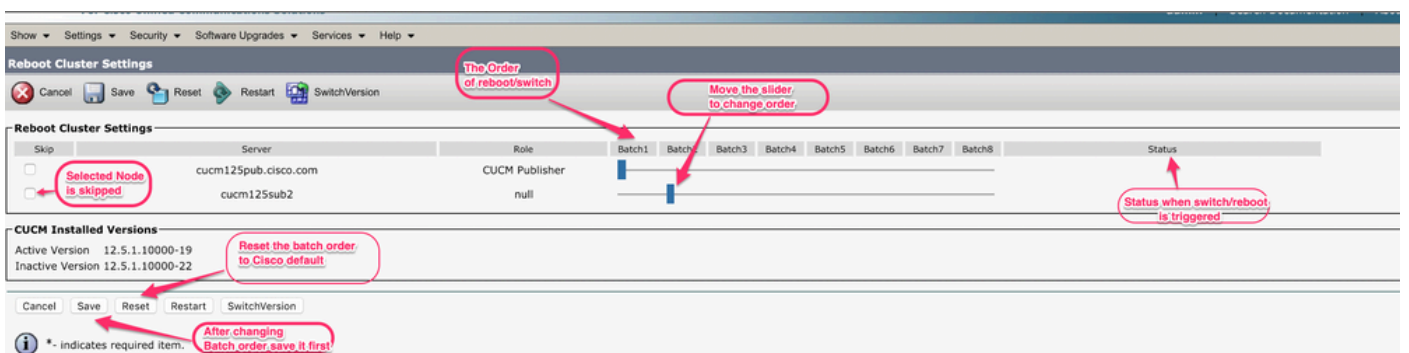 Show Settings Security Software Upgrades Services Help
Reboot Cluster Settings
The Order
of reboot/switch
Cancel Save Reset Restart SwitchVersion
Move the slider
to change order
Reboot Cluster Settings
Skip Server Role Batch1 Batch2 Batch3 Batch4 Batch5 Batch6 Batch7 Batch8 Status
cucm125pub.cisco.com CUCM Publisher
Selected Node
is skipped
cucm125sub2 null
Status when switch/reboot
is triggered
CUCM Installed Versions
Active Version 12.5.1.10000-19
Inactive Version 12.5.1.10000-22
Reset the batch order
to Cisco default
Cancel Save Reset Restart SwitchVersion
After changing
Batch order save it first
*- indicates required item.